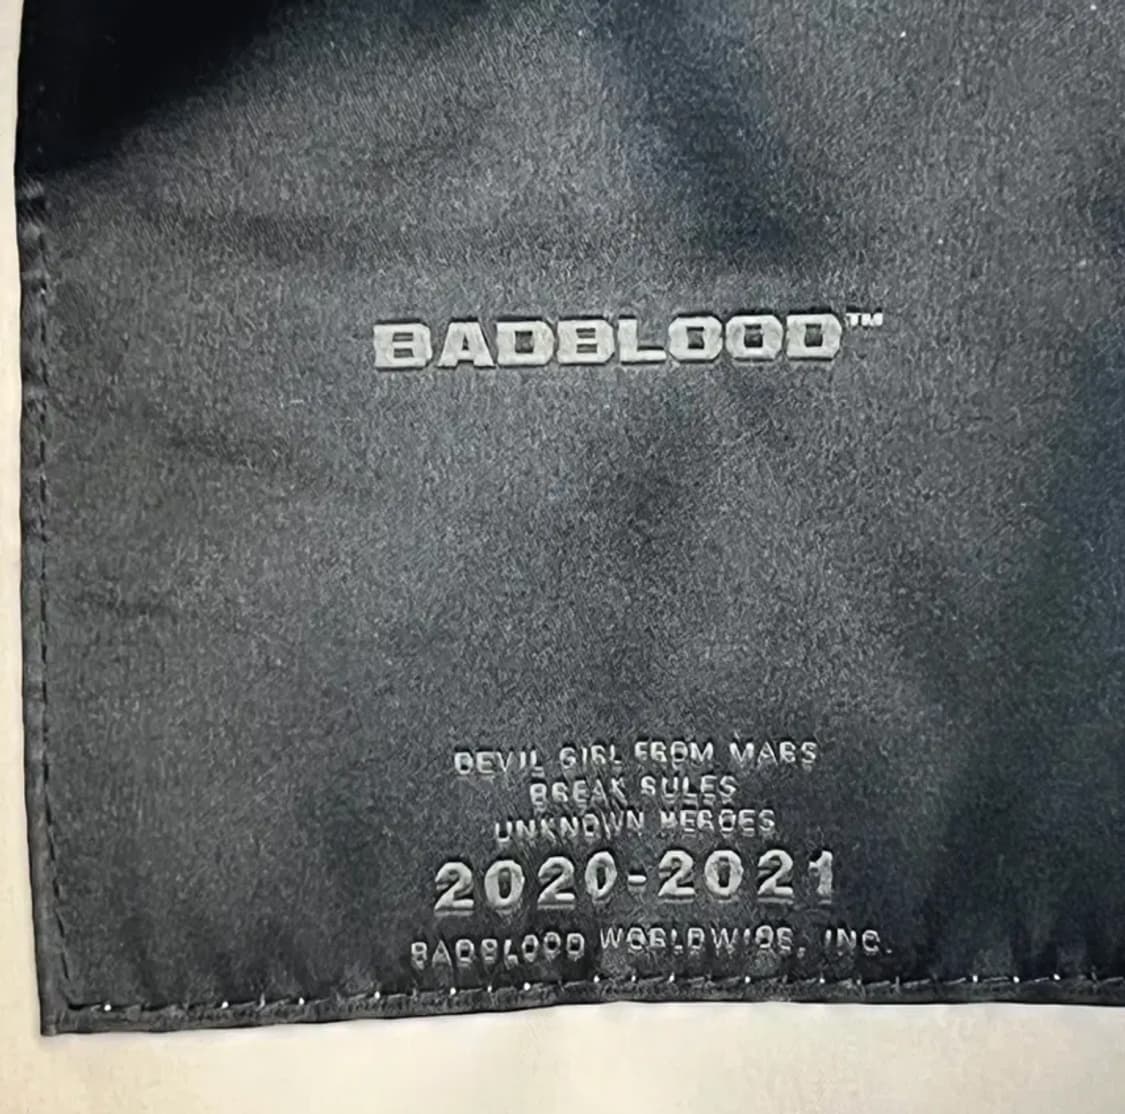 BADBLOOD™
DEVIL GIRL FROM MARS
BREAK RULES
UNKNOWN HEROES
2020-2021
BADBLOOD WORLDWIDE, INC.